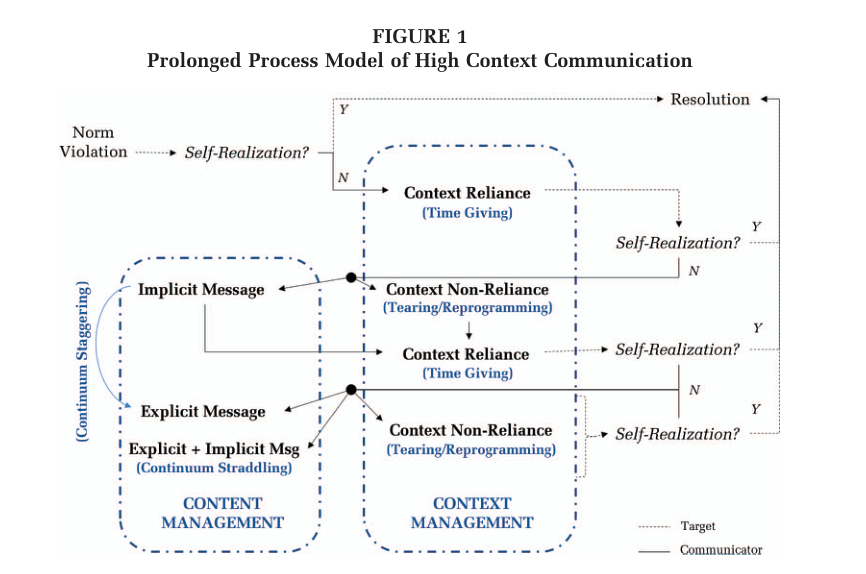 FIGURE 1
Prolonged Process Model of High Context Communication
Y
Resolution
Norm
Violation
Self-Realization?
N
Context Reliance
(Time Giving)
Y
Self-Realization?
N
Implicit Message
Context Non-Reliance
(Tearing/Reprogramming)
(Continuum Staggering)
Y
Context Reliance
(Time Giving)
Self-Realization?
N
Explicit Message
Y
Context Non-Reliance
(Tearing/Reprogramming)
Self-Realization?
Explicit + Implicit Msg
(Continuum Straddling)
CONTENT
MANAGEMENT
CONTEXT
MANAGEMENT
Target
Communicator